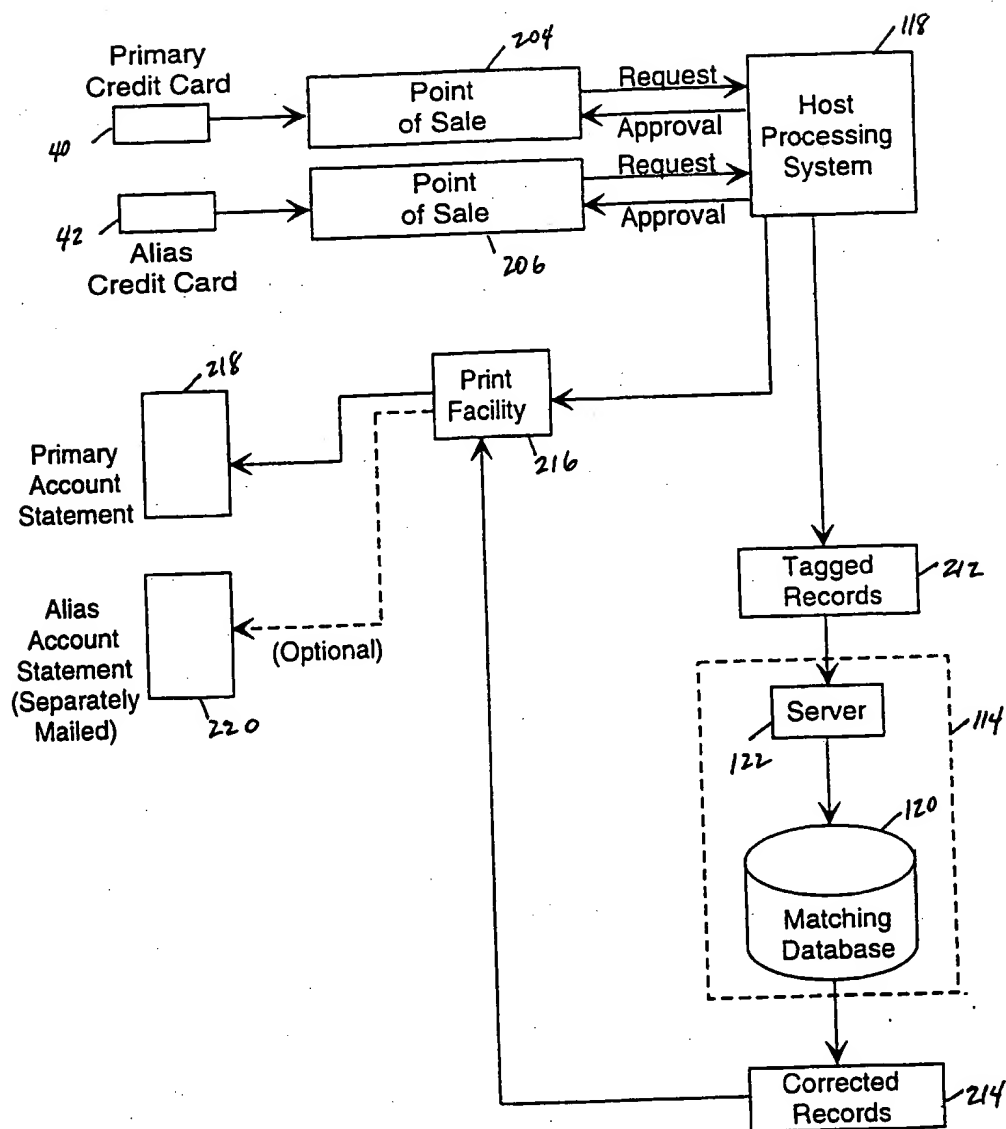 118
204
Primary
Credit Card
Point
of Sale
Request
Approval
Host
Processing
System
40
Point
of Sale
Request
Approval
42
Alias
Credit Card
206
218
Print
Facility
216
Primary
Account
Statement
Tagged
Records
212
Alias
Account
Statement
(Separately
Mailed)
(Optional)
220
Server
122
114
120
Matching
Database
Corrected
Records
214